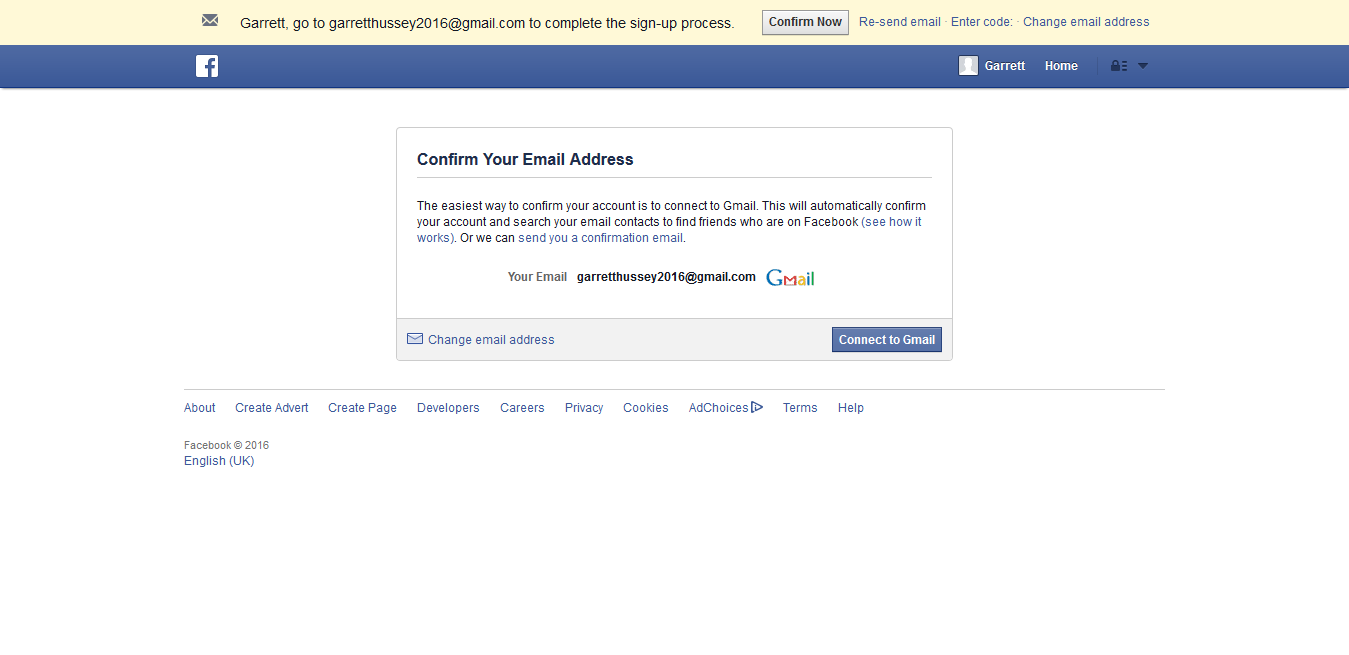 Garrett, go to garretthussey2016@gmail.com to complete the sign-up process. Confirm Now Re-send email · Enter code: · Change email address
Garrett Home
Confirm Your Email Address
The easiest way to confirm your account is to connect to Gmail. This will automatically confirm
your account and search your email contacts to find friends who are on Facebook (see how it
works). Or we can send you a confirmation email.
Your Email garretthussey2016@gmail.com Gmail
Change email address Connect to Gmail
About Create Advert Create Page Developers Careers Privacy Cookies AdChoices Terms Help
Facebook © 2016
English (UK)